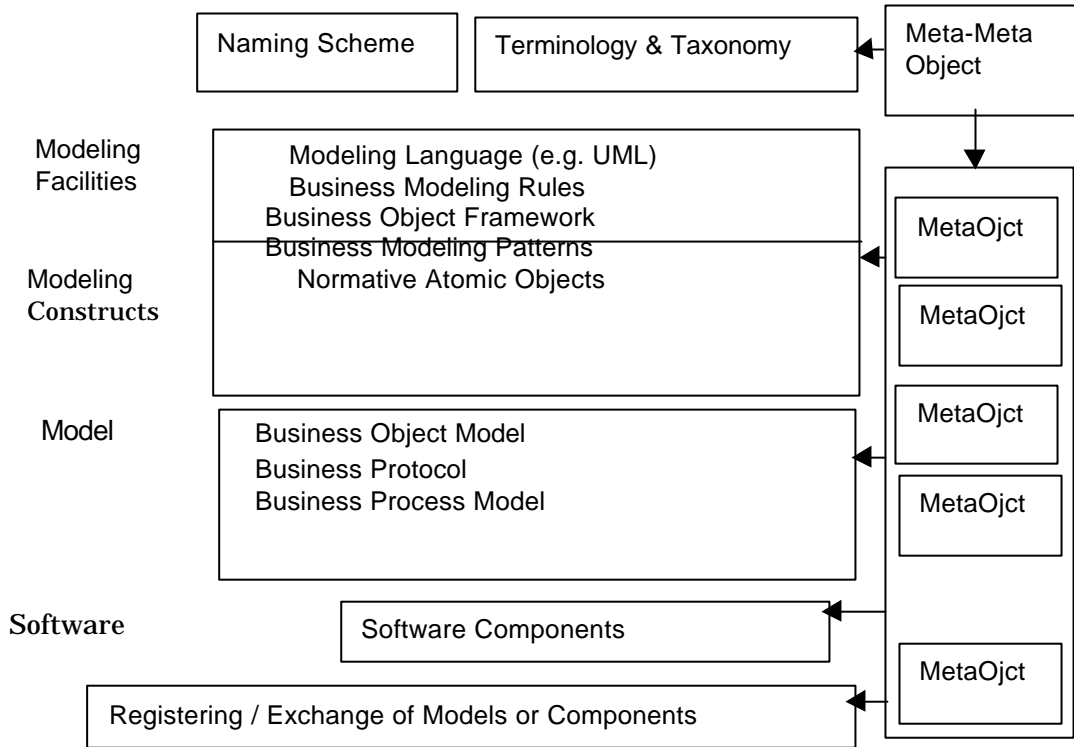 Naming Scheme
Terminology & Taxonomy
Meta-Meta
Object
Modeling
Facilities
Modeling Language (e.g. UML)
Business Modeling Rules
Business Object Framework
Business Modeling Patterns
Normative Atomic Objects
Modeling
Constructs
MetaOjct
MetaOjct
Model
Business Object Model
Business Protocol
Business Process Model
MetaOjct
MetaOjct
Software
Software Components
MetaOjct
Registering / Exchange of Models or Components